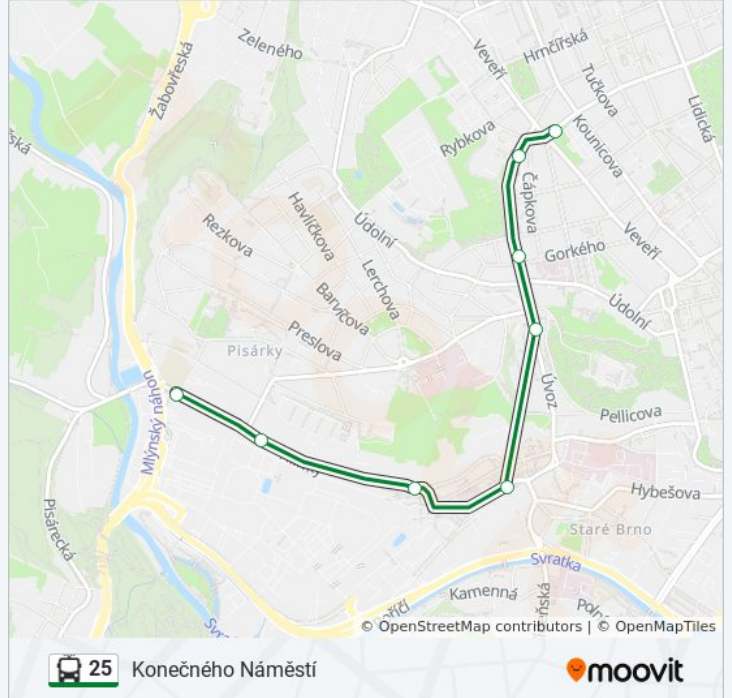 Zeleného
Veveří
Hrnčířská
Tučkova
Žabovřeská
Lidická
Kounicova
Rybkova
Čápkova
Havlíčkova
Rezkova
Údolní
Veveří
Gorkého
Lerchova
Barvičova
Údolní
Preslova
Pisárky
Úvoz
Mlýnský náhon
Pellicova
Hybešova
Pisárecká
Staré Brno
Svratka
Kamenná
© OpenStreetMap contributors | © OpenMapTiles
25 Konečného Náměstí
moovit